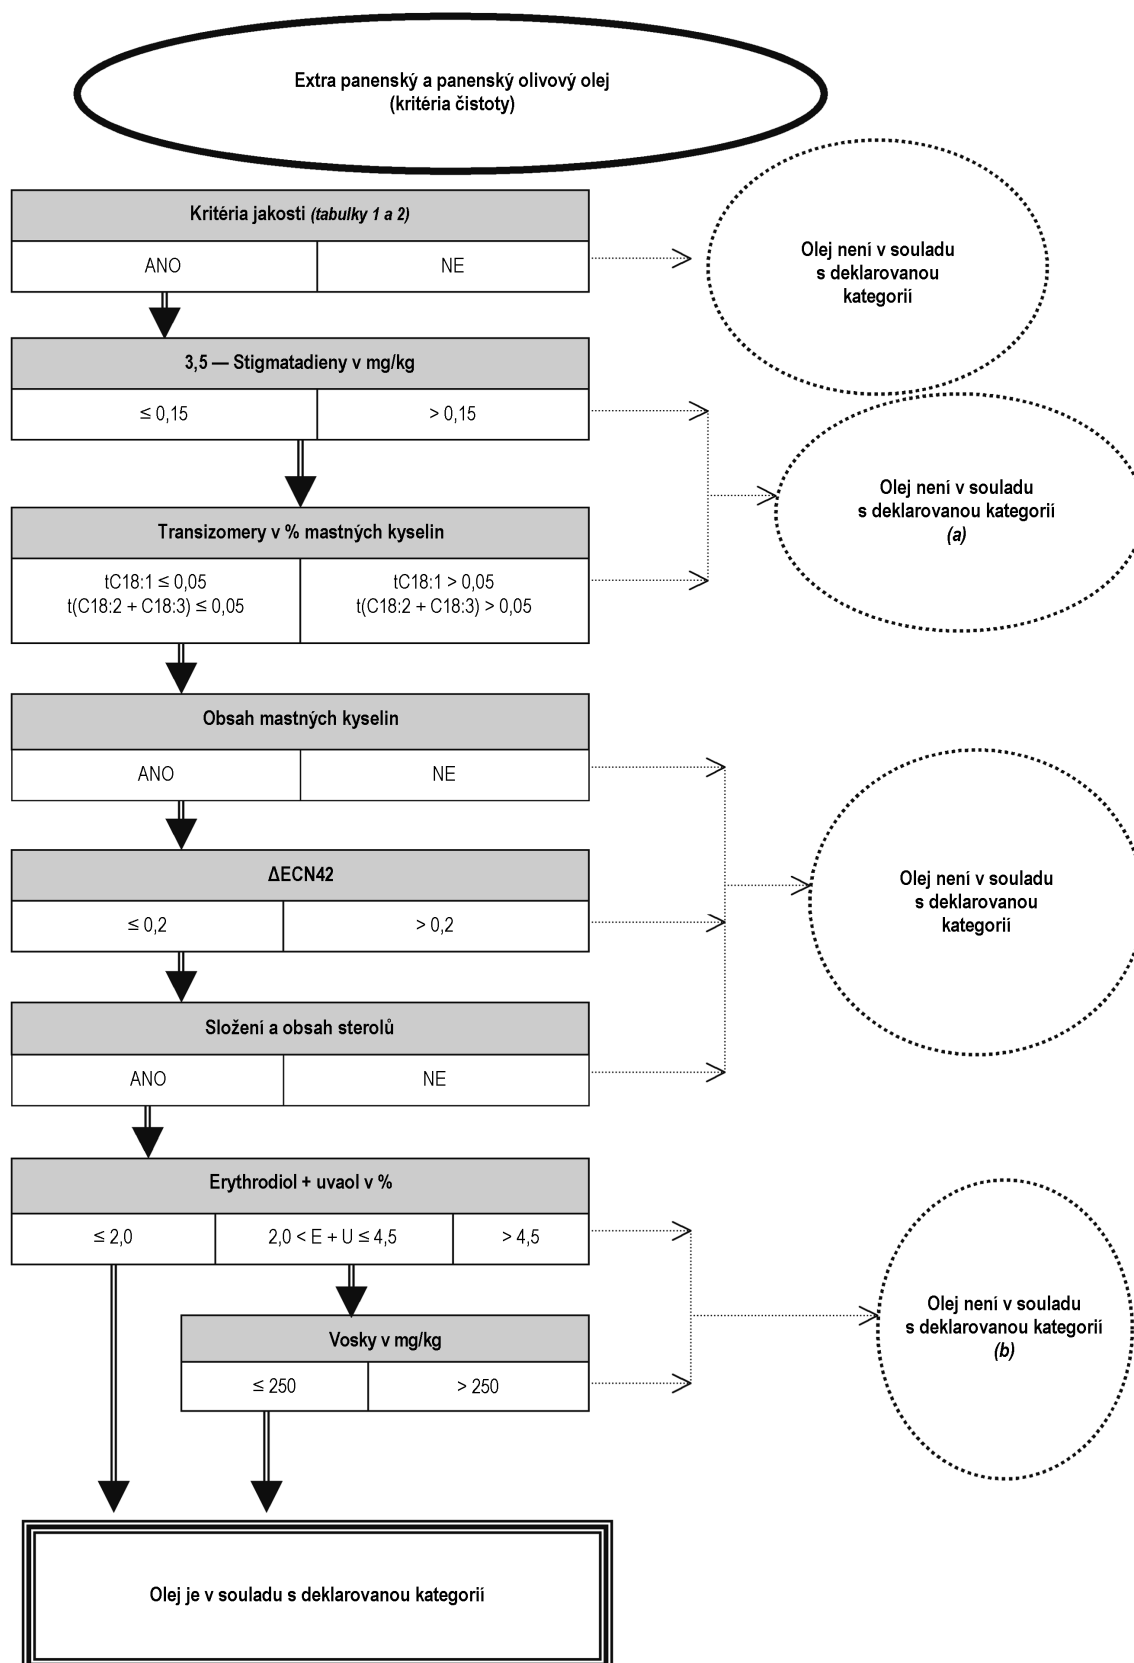 Extra panenský a panenský olivový olej
(kritéria čistoty)
Kritéria jakosti (tabulky 1 a 2)
ANO
NE
Olej není v souladu
s deklarovanou
kategorií
3,5 — Stigmatadieny v mg/kg
≤ 0,15
> 0,15
Olej není v souladu
s deklarovanou kategorií
(a)
Transizomery v % mastných kyselin
tC18:1 ≤ 0,05
t(C18:2 + C18:3) ≤ 0,05
tC18:1 > 0,05
t(C18:2 + C18:3) > 0,05
Obsah mastných kyselin
ANO
NE
ΔECN42
≤ 0,2
> 0,2
Olej není v souladu
s deklarovanou
kategorií
Složení a obsah sterolů
ANO
NE
Erythrodiol + uvaol v %
≤ 2,0
2,0 < E + U ≤ 4,5
> 4,5
Vosky v mg/kg
≤ 250
> 250
Olej není v souladu
s deklarovanou kategorií
(b)
Olej je v souladu s deklarovanou kategorií